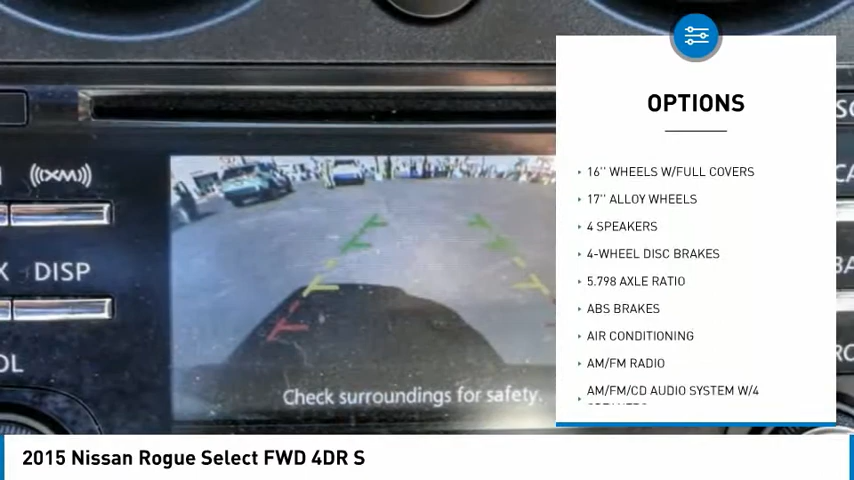 OPTIONS
16'' WHEELS W/FULL COVERS
17'' ALLOY WHEELS
4 SPEAKERS
4-WHEEL DISC BRAKES
5.798 AXLE RATIO
ABS BRAKES
AIR CONDITIONING
AM/FM RADIO
AM/FM/CD AUDIO SYSTEM W/4
((XM))
DISP
Check surroundings for safety.
2015 Nissan Rogue Select FWD 4DR S